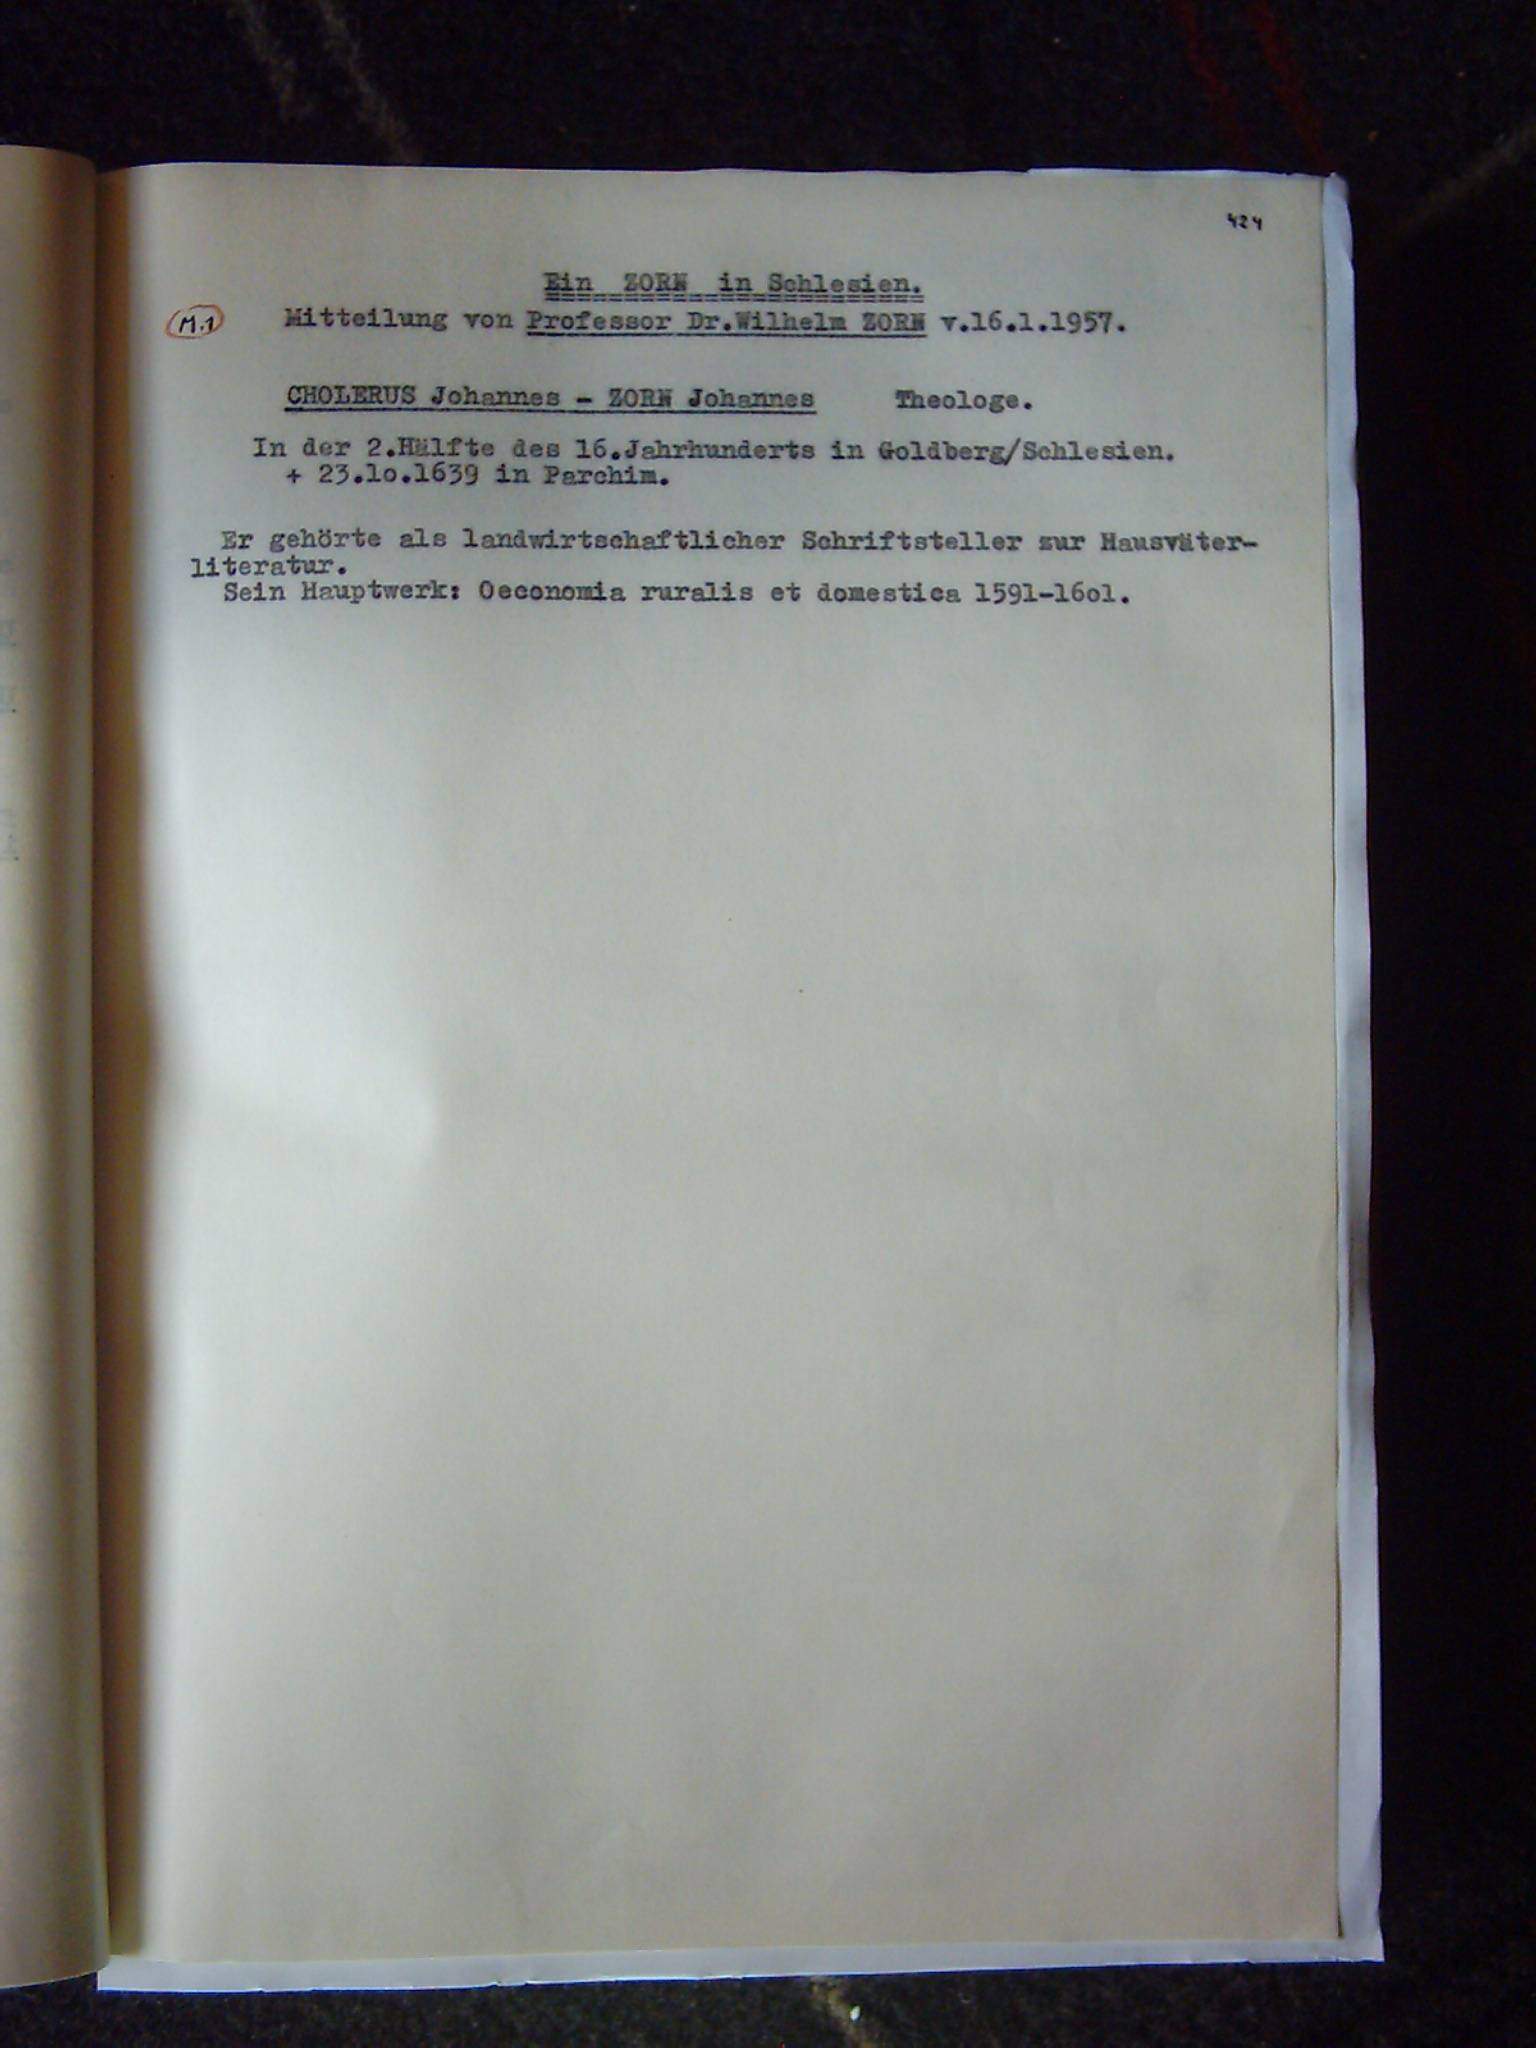 424
Ein ZORN in Schlesien.
M.1 Mitteilung von Professor Dr.Wilhelm ZORN v.16.1.1957.
CHOLERUS Johannes - ZORN Johannes Theologe.
In der 2.Hälfte des 16.Jahrhunderts in Goldberg/Schlesien.
+ 23.1o.1639 in Parchim.
Er gehörte als landwirtschaftlicher Schriftsteller zur Hausväter-
literatur.
Sein Hauptwerk: Oeconomia ruralis et domestica 1591-16o1.